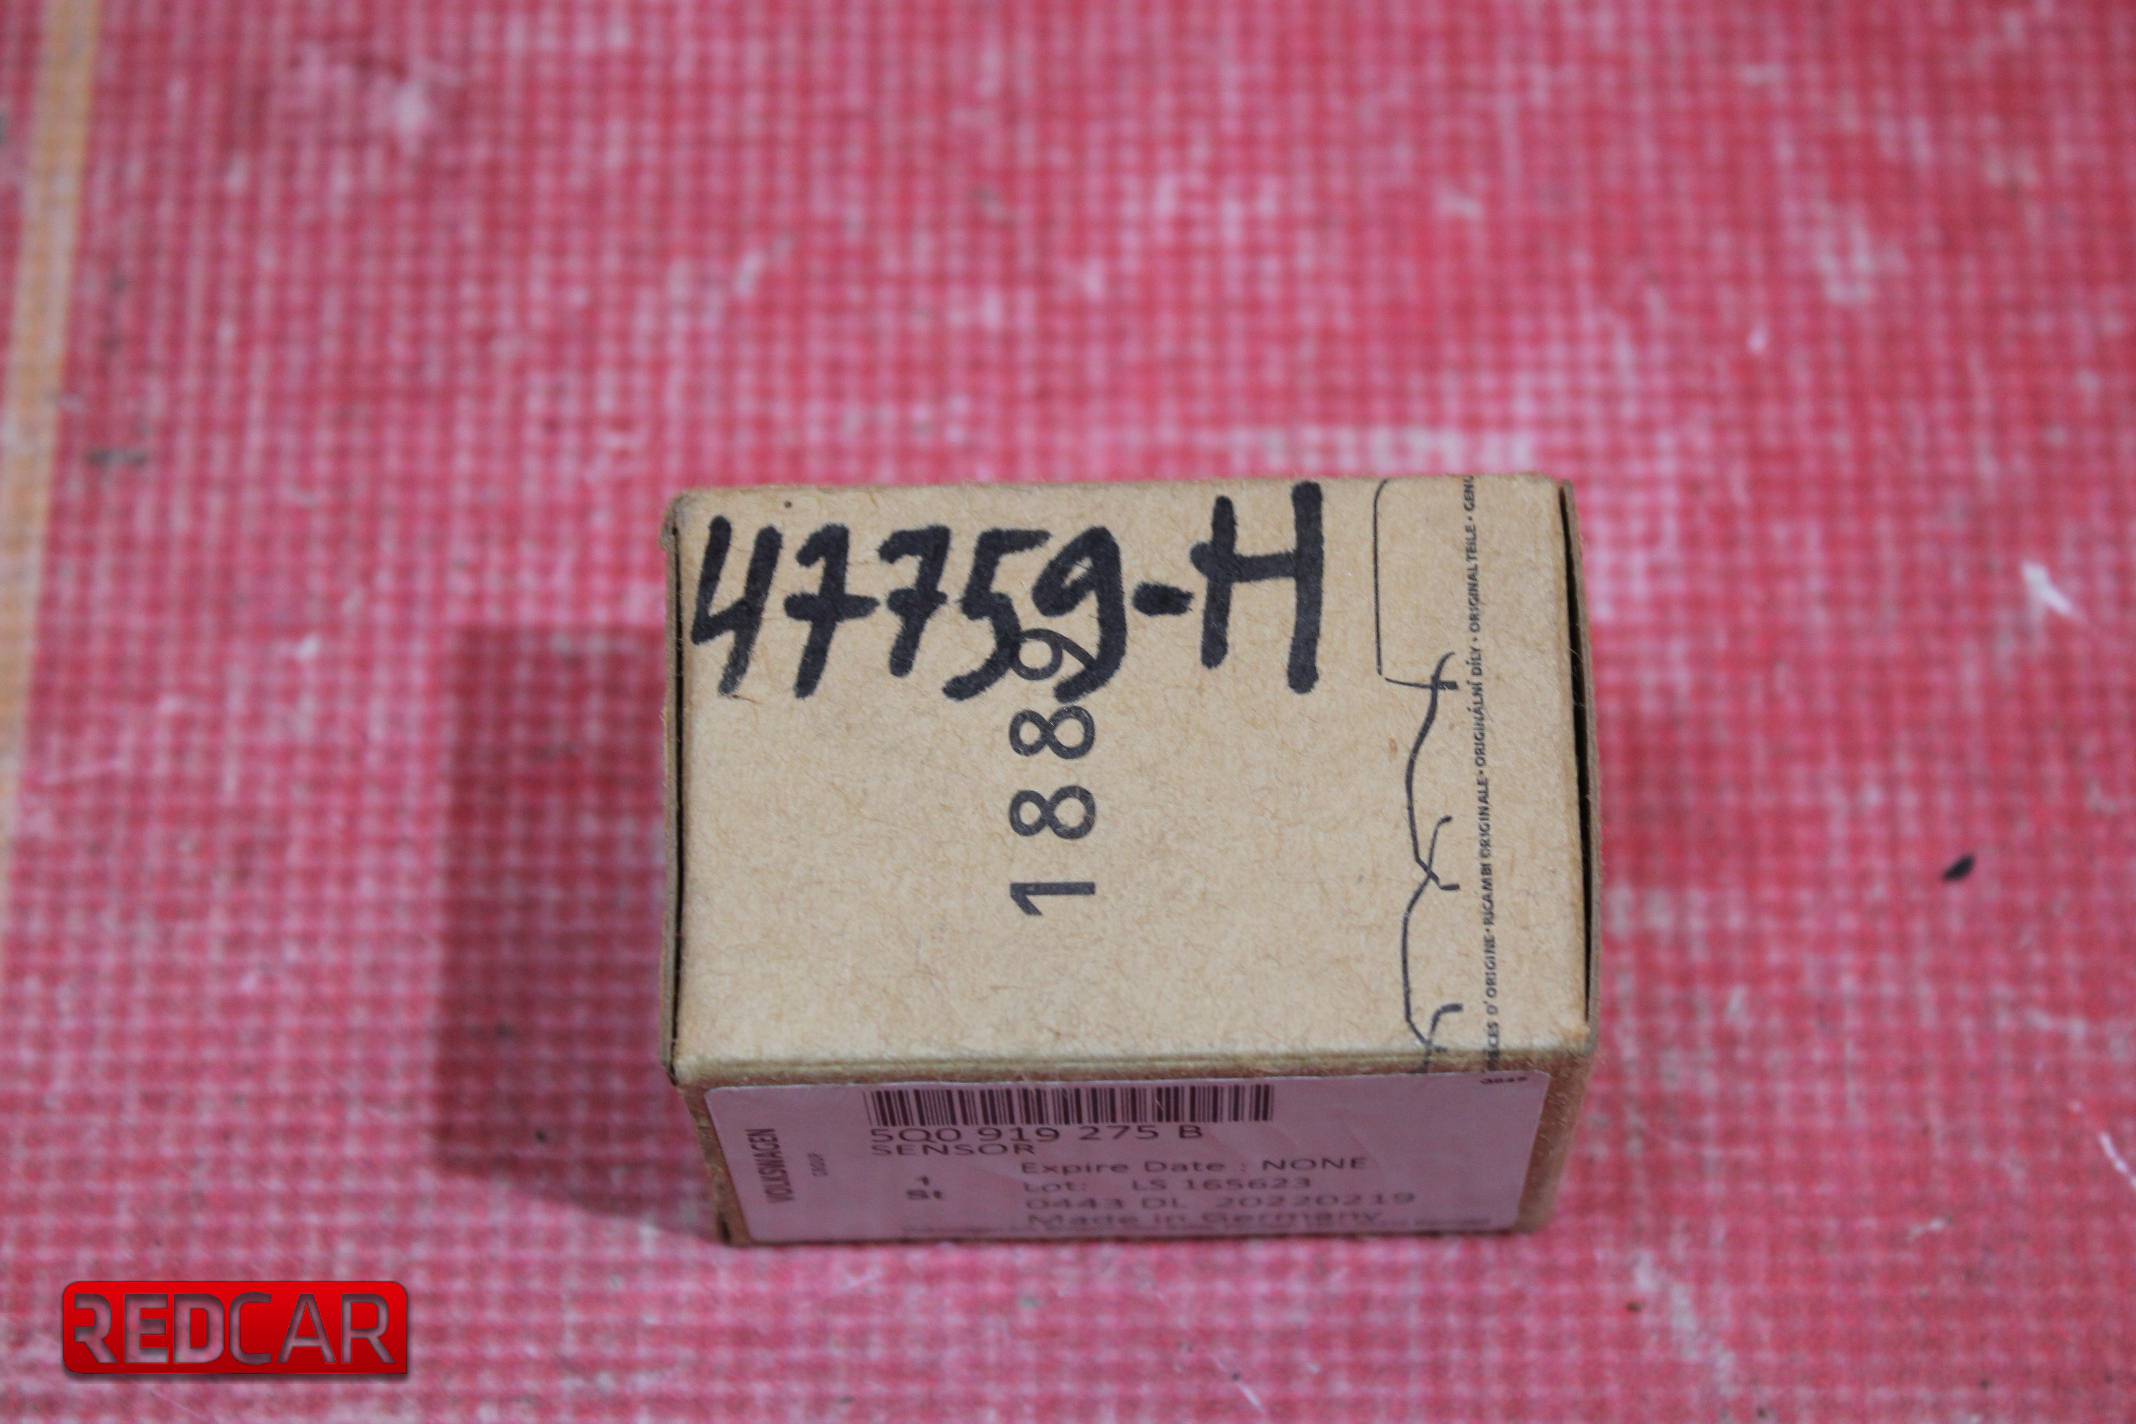 47759-H
1889
PIÈCES D'ORIGINE • RICAMBI ORIGINALE • ORIGINÁLNÍ DÍLY • ORIGINAL TEILE •
VOLKSWAGEN
GROUP
5Q0 919 275 B
SENSOR
1
St
Expire Date : NONE
Lot: LS 165623
0443 DL 20220219
Made in Germany
REDCAR